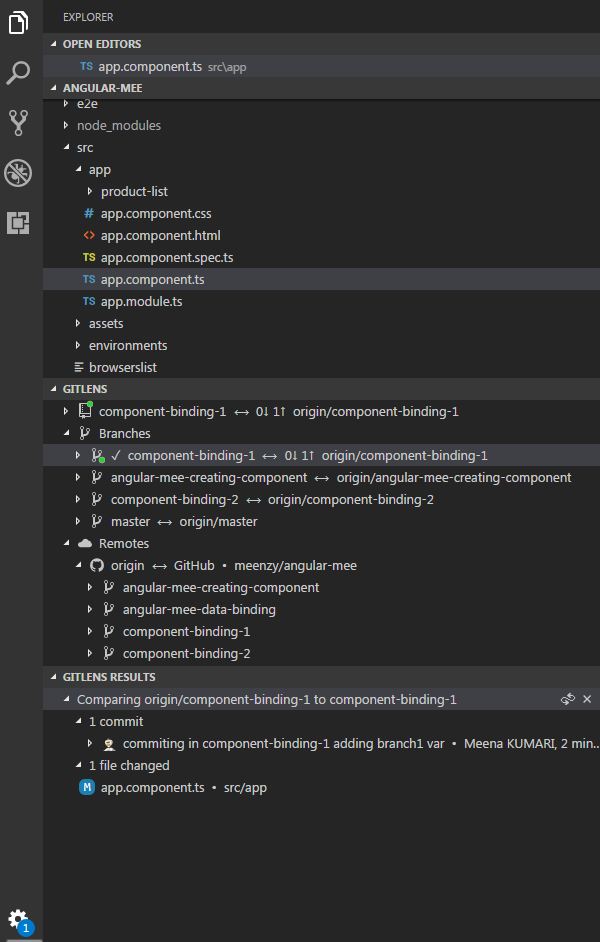 EXPLORER
OPEN EDITORS
TS app.component.ts src\app
ANGULAR-MEE
e2e
node_modules
src
app
product-list
# app.component.css
<> app.component.html
TS app.component.spec.ts
TS app.component.ts
TS app.module.ts
assets
environments
browserslist
GITLENS
component-binding-1 ↔ 0↓ 1↑ origin/component-binding-1
Branches
✓ component-binding-1 ↔ 0↓ 1↑ origin/component-binding-1
angular-mee-creating-component ↔ origin/angular-mee-creating-component
component-binding-2 ↔ origin/component-binding-2
master ↔ origin/master
Remotes
origin ↔ GitHub • meenzy/angular-mee
angular-mee-creating-component
angular-mee-data-binding
component-binding-1
component-binding-2
GITLENS RESULTS
Comparing origin/component-binding-1 to component-binding-1
1 commit
commiting in component-binding-1 adding branch1 var • Meena KUMARI, 2 min...
1 file changed
M app.component.ts • src/app
1